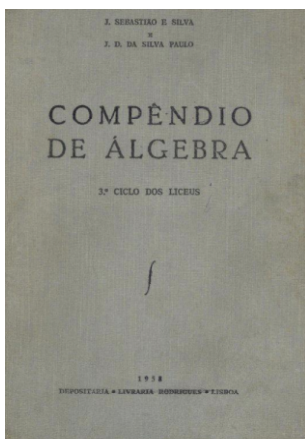 J. SEBASTIÃO E SILVA
E
J. D. DA SILVA PAULO
COMPÊNDIO
DE ÁLGEBRA
3.º CICLO DOS LICEUS
1958
DEPOSITÁRIA ■ LIVRARIA RODRIGUES ■ LISBOA